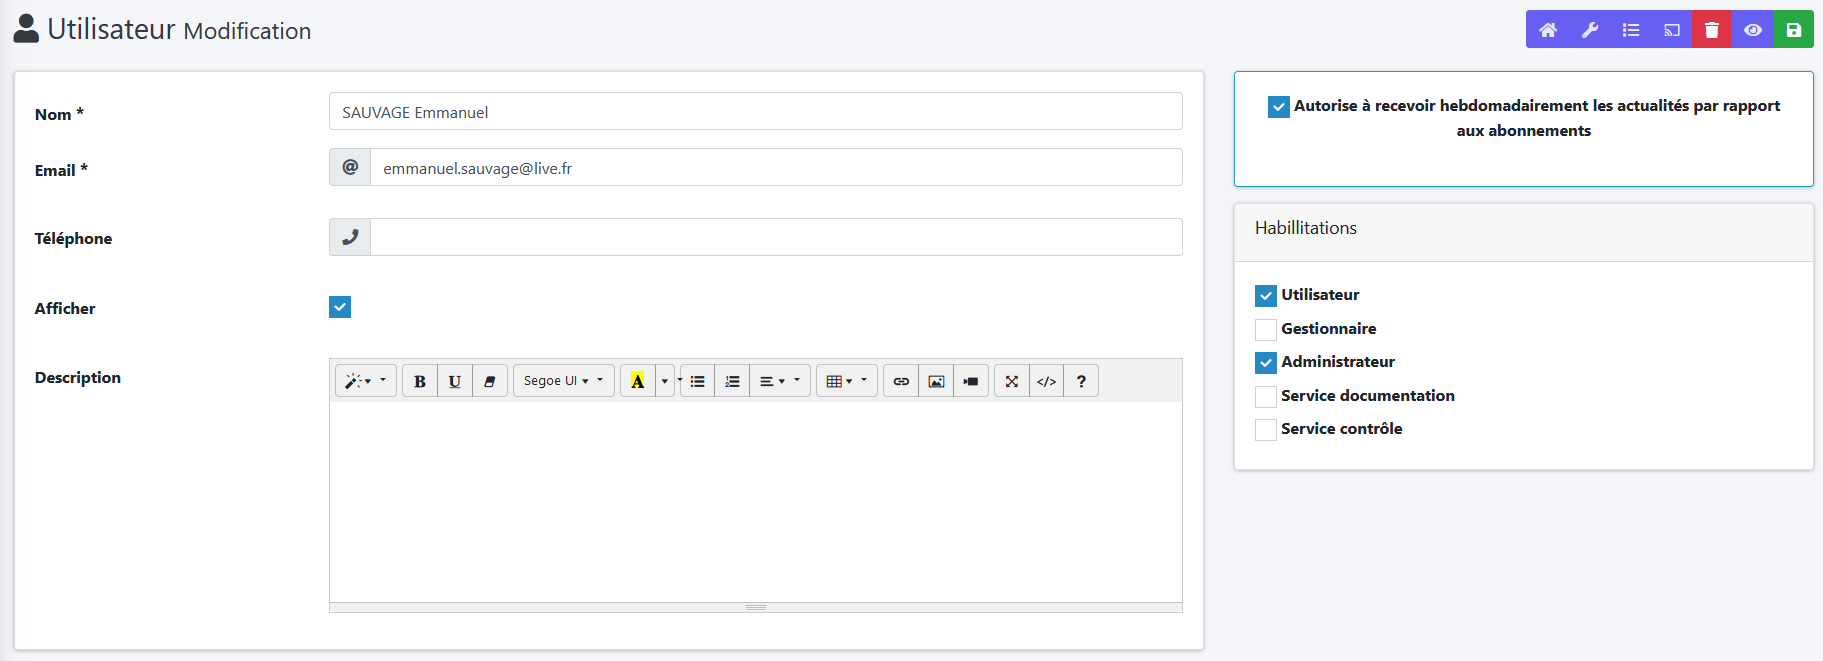 Utilisateur Modification
Nom *
SAUVAGE Emmanuel
Email *
@
emmanuel.sauvage@live.fr
Téléphone
Afficher
Description
B U Segoe UI A </> ?
Autorise à recevoir hebdomadairement les actualités par rapport
aux abonnements
Habillitations
Utilisateur
Gestionnaire
Administrateur
Service documentation
Service contrôle